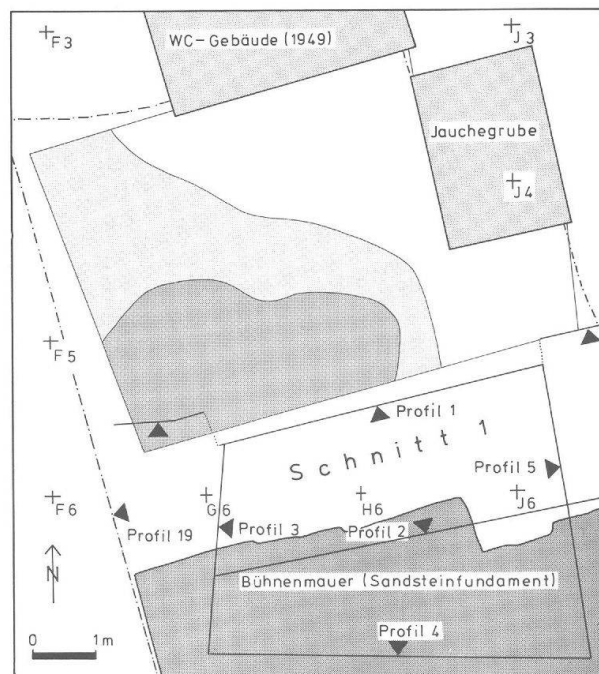 F3
WC-Gebäude (1949)
J3
Jauchegrube
J4
F5
Profil 1
Schnitt 1
Profil 5
F6
G6
H6
J6
Profil 19
Profil 3
Profil 2
N
Bühnenmauer (Sandsteinfundament)
0 1m
Profil 4